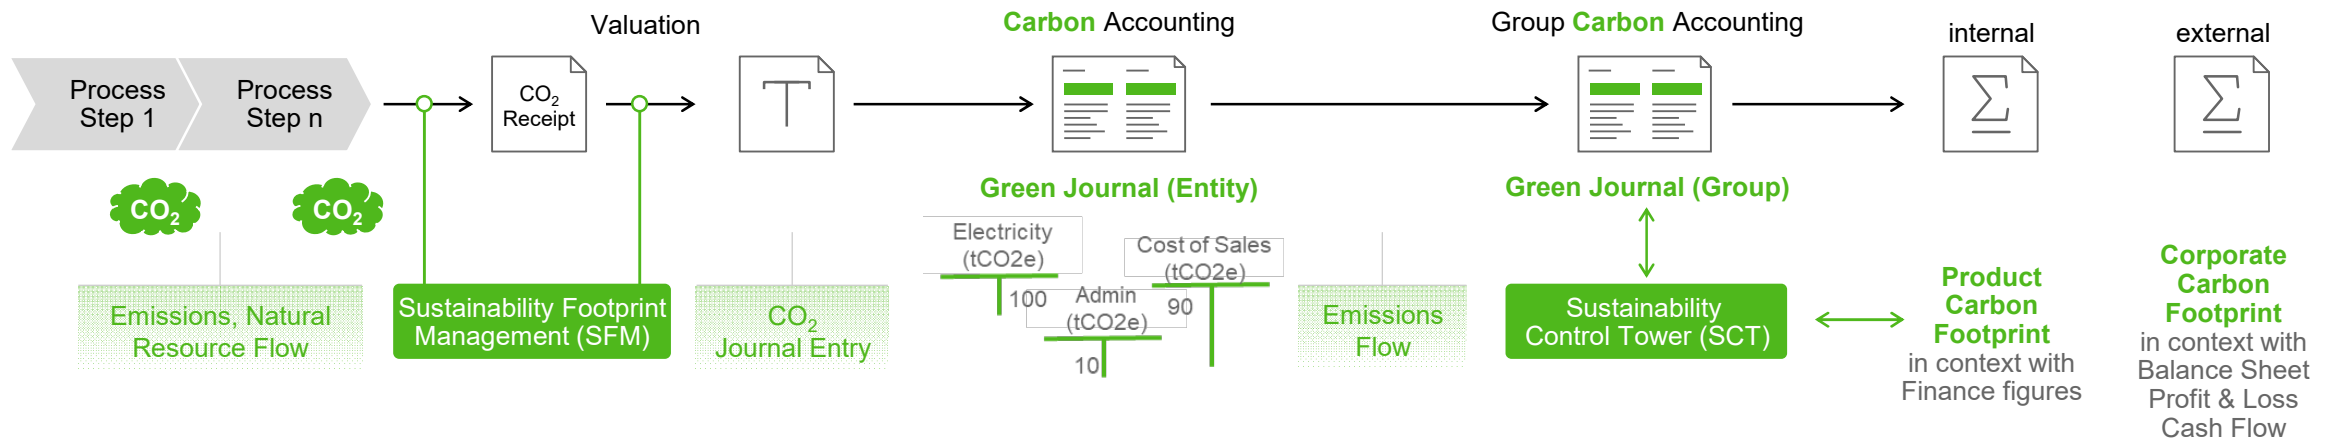 Valuation
Carbon Accounting
Group Carbon Accounting
internal
external
Process
Step 1
Process
Step n
CO2
Receipt
T
Σ
Σ
CO2
CO2
Green Journal (Entity)
Green Journal (Group)
Emissions, Natural
Resource Flow
Sustainability Footprint
Management (SFM)
CO2
Journal Entry
Electricity
(tCO2e)
100
Admin
(tCO2e)
10
Cost of Sales
(tCO2e)
90
Emissions
Flow
Sustainability
Control Tower (SCT)
Product
Carbon
Footprint
in context with
Finance figures
Corporate
Carbon
Footprint
in context with
Balance Sheet
Profit & Loss
Cash Flow